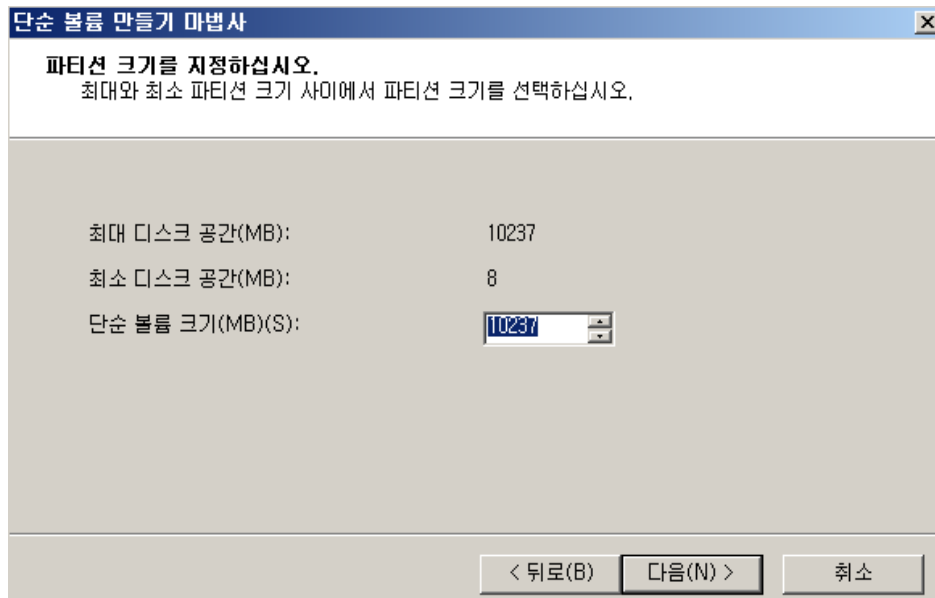 단순 볼륨 만들기 마법사
파티션 크기를 지정하십시오.
최대와 최소 파티션 크기 사이에서 파티션 크기를 선택하십시오.
최대 디스크 공간(MB): 10237
최소 디스크 공간(MB): 8
단순 볼륨 크기(MB)(S): 10237
< 뒤로(B) 다음(N) > 취소